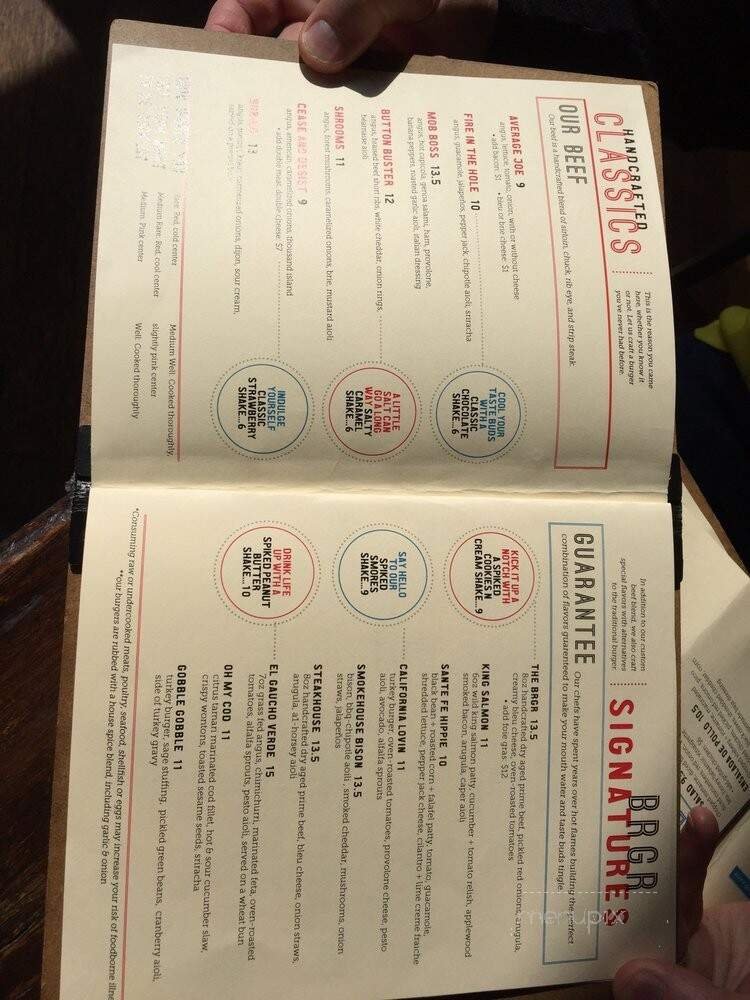 HANDCRAFTED
CLASSICS
This is the reason you came
here, whether you know it
or not. Let us craft a burger
you've never had before.
OUR BEEF
Our beef is a handcrafted blend of sirloin, chuck, rib eye, and strip steak.
AVERAGE JOE 9
angus, lettuce, tomato, onion, with or without cheese
• add bacon: $1 • bleu or brie cheese: $1
FIRE IN THE HOLE 10
angus, guacamole, jalapeños, pepper jack, chipotle aioli, sriracha
MOB BOSS 13.5
angus, hot capicola, genoa salami, ham, provolone,
banana peppers, roasted garlic aioli, italian dressing
BUTTON BUSTER 12
angus, braised beef short ribs, white cheddar, onion rings,
béarnaise aioli
SHROOMS 11
angus, forest mushrooms, caramelized onions, brie, mustard aioli
CEASE AND DESIST 9
angus, american, caramelized onions, thousand island
• add double meat, double cheese: $7
13
onions, dijon, sour cream,
COOL YOUR
TASTE BUDS
WITH A
CLASSIC
CHOCOLATE
SHAKE...6
A LITTLE
SALT CAN
GO A LONG
WAY SALTY
CARAMEL
SHAKE...6
INDULGE
YOURSELF
CLASSIC
STRAWBERRY
SHAKE...6
Rare: Red, cold center
Medium Rare: Red, cool center
Medium: Pink center
Medium Well: Cooked thoroughly,
slightly pink center
Well: Cooked thoroughly
In addition to our custom
beef blend, we also craft
special flavors with alternatives
to the traditional burger.
BRGR
SIGNATURES
GUARANTEE
Our chefs have spent years over hot flames building the perfect
combination of flavors guaranteed to make your mouth water and taste buds tingle.
THE BRGR 13.5
8oz handcrafted dry aged prime beef, pickled red onions, arugula,
creamy bleu cheese, oven-roasted tomatoes
• add foie gras: $12
KING SALMON 11
6oz wild king salmon patty, cucumber + tomato relish, applewood
smoked bacon, arugula, caper aioli
SANTE FE HIPPIE 10
black bean + roasted corn + falafel patty, tomato, guacamole,
shredded lettuce, pepper jack cheese, cilantro + lime creme fraiche
CALIFORNIA LOVIN 11
turkey burger, oven-roasted tomatoes, provolone cheese, pesto
aioli, avocado, alfalfa sprouts
SMOKEHOUSE BISON 13.5
bison, bbq-chipotle aioli, smoked cheddar, mushrooms, onion
straws, jalapeños
STEAKHOUSE 13.5
8oz handcrafted dry aged prime beef, bleu cheese, onion straws,
arugula, a1-horsey aioli
EL GAUCHO VERDE 15
7oz grass fed angus, chimichurri, marinated feta, oven-roasted
tomatoes, alfalfa sprouts, pesto aioli, served on a wheat bun
OH MY COD 11
citrus tamari marinated cod fillet, hot & sour cucumber slaw,
crispy wontons, roasted sesame seeds, sriracha
GOBBLE GOBBLE 11
turkey burger, sage stuffing, pickled green beans, cranberry aioli,
side of turkey gravy
KICK IT UP A
NOTCH WITH
A SPIKED
COOKIES N
CREAM SHAKE...9
SAY HELLO
TO OUR
SPIKED
SMORES
SHAKE...9
DRINK LIFE
UP WITH A
SPIKED PEANUT
BUTTER
SHAKE...10
*Consuming raw or undercooked meats, poultry, seafood, shellfish or eggs may increase your risk of foodborne illne
**our burgers are rubbed with a house spice blend, including garlic & onion
ENSALADA DE POLLO 10.5
menupix